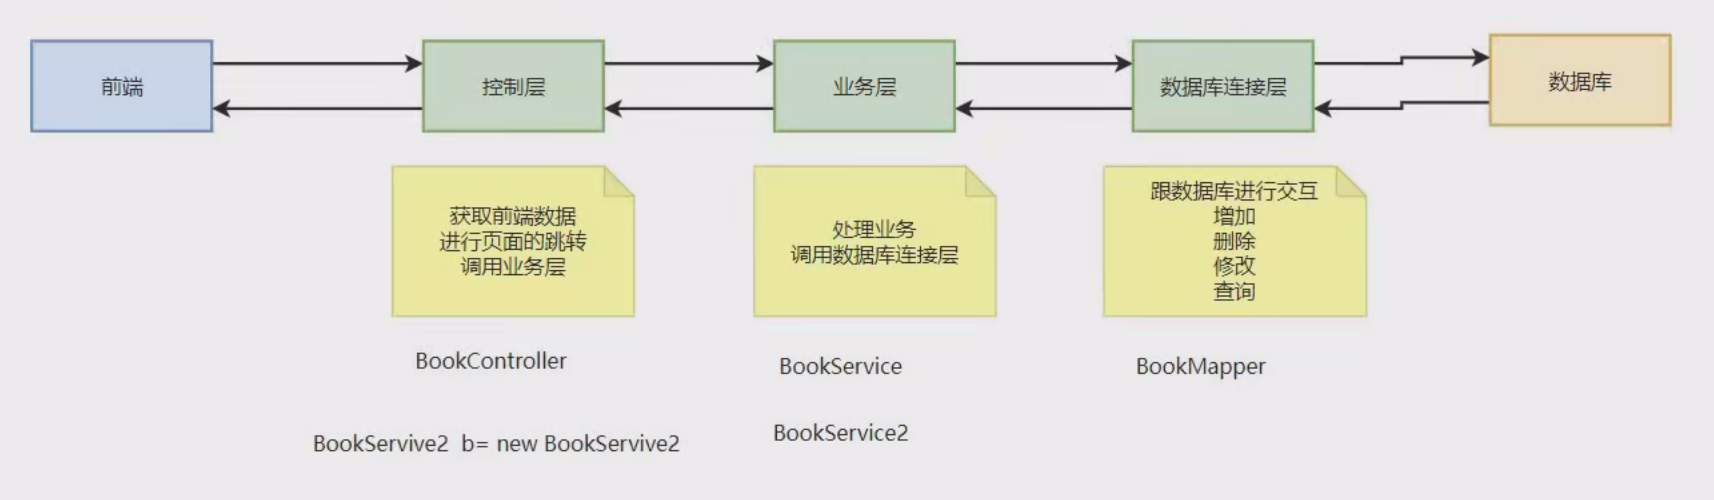 前端
控制层
业务层
数据库连接层
数据库
获取前端数据
进行页面的跳转
调用业务层
处理业务
调用数据库连接层
跟数据库进行交互
增加
删除
修改
查询
BookController
BookService
BookMapper
BookServive2 b= new BookServive2
BookService2